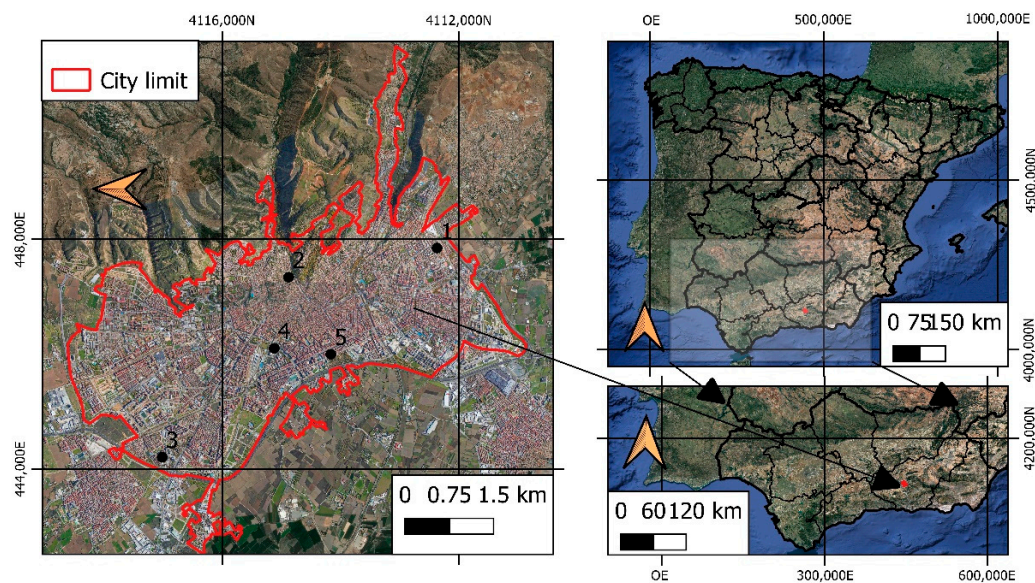 4116,000N
4112,000N
City limit
448,000E
444,000E
1
2
4
5
3
0 0.75 1.5 km
OE
500,000E
1000,000E
4500,000N
4000,000N
0 75150 km
4200,000N
0 60120 km
OE
300,000E
600,000E